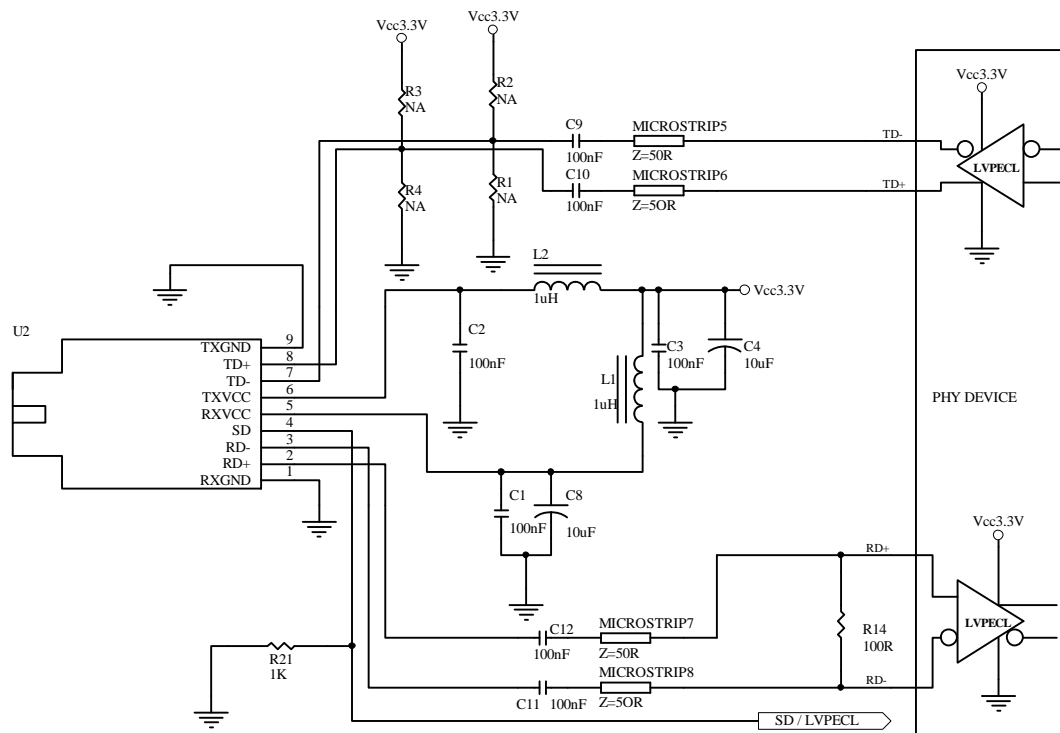 Vcc3.3V
Vcc3.3V
Vcc3.3V
R3
NA
R2
NA
C9
100nF
MICROSTRIP5
Z=50R
TD-
LVPECL
R4
NA
R1
NA
C10
100nF
MICROSTRIP6
Z=5OR
TD+
L2
1uH
Vcc3.3V
U2
C2
100nF
C3
100nF
C4
10uF
L1
1uH
PHY DEVICE
TXGND 9
TD+ 8
TD- 7
TXVCC 6
RXVCC 5
SD 4
RD- 3
RD+ 2
RXGND 1
C1
100nF
C8
10uF
Vcc3.3V
RD+
LVPECL
C12
100nF
MICROSTRIP7
Z=50R
R14
100R
R21
1K
C11 100nF
MICROSTRIP8
Z=5OR
RD-
SD / LVPECL